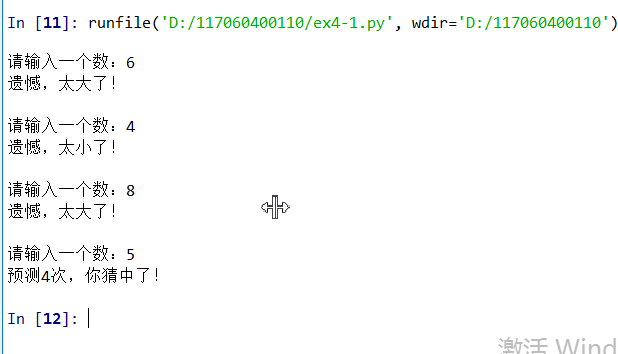 In [11]: runfile('D:/117060400110/ex4-1.py', wdir='D:/117060400110')
请输入一个数：6
遗憾，太大了！
请输入一个数：4
遗憾，太小了！
请输入一个数：8
遗憾，太大了！
请输入一个数：5
预测4次，你猜中了！
In [12]:
激活 Wind